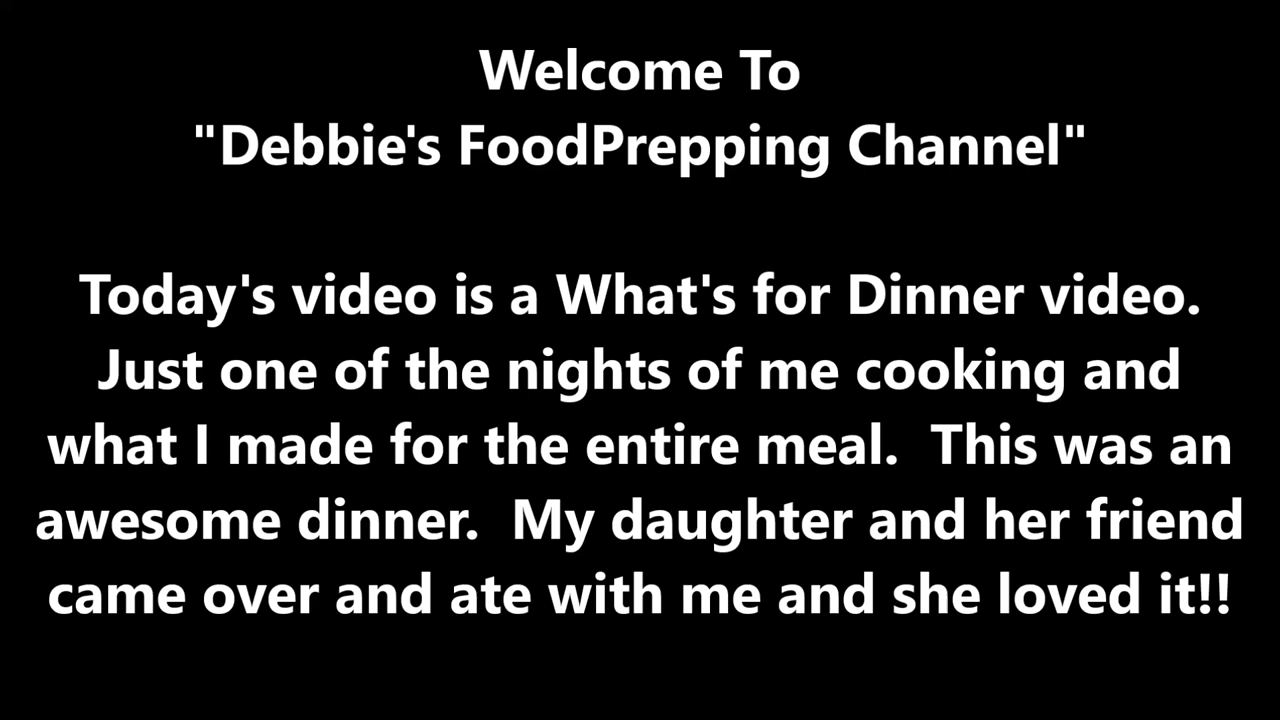 Welcome To
"Debbie's FoodPrepping Channel"
Today's video is a What's for Dinner video.
Just one of the nights of me cooking and
what I made for the entire meal.  This was an
awesome dinner.  My daughter and her friend
came over and ate with me and she loved it!!